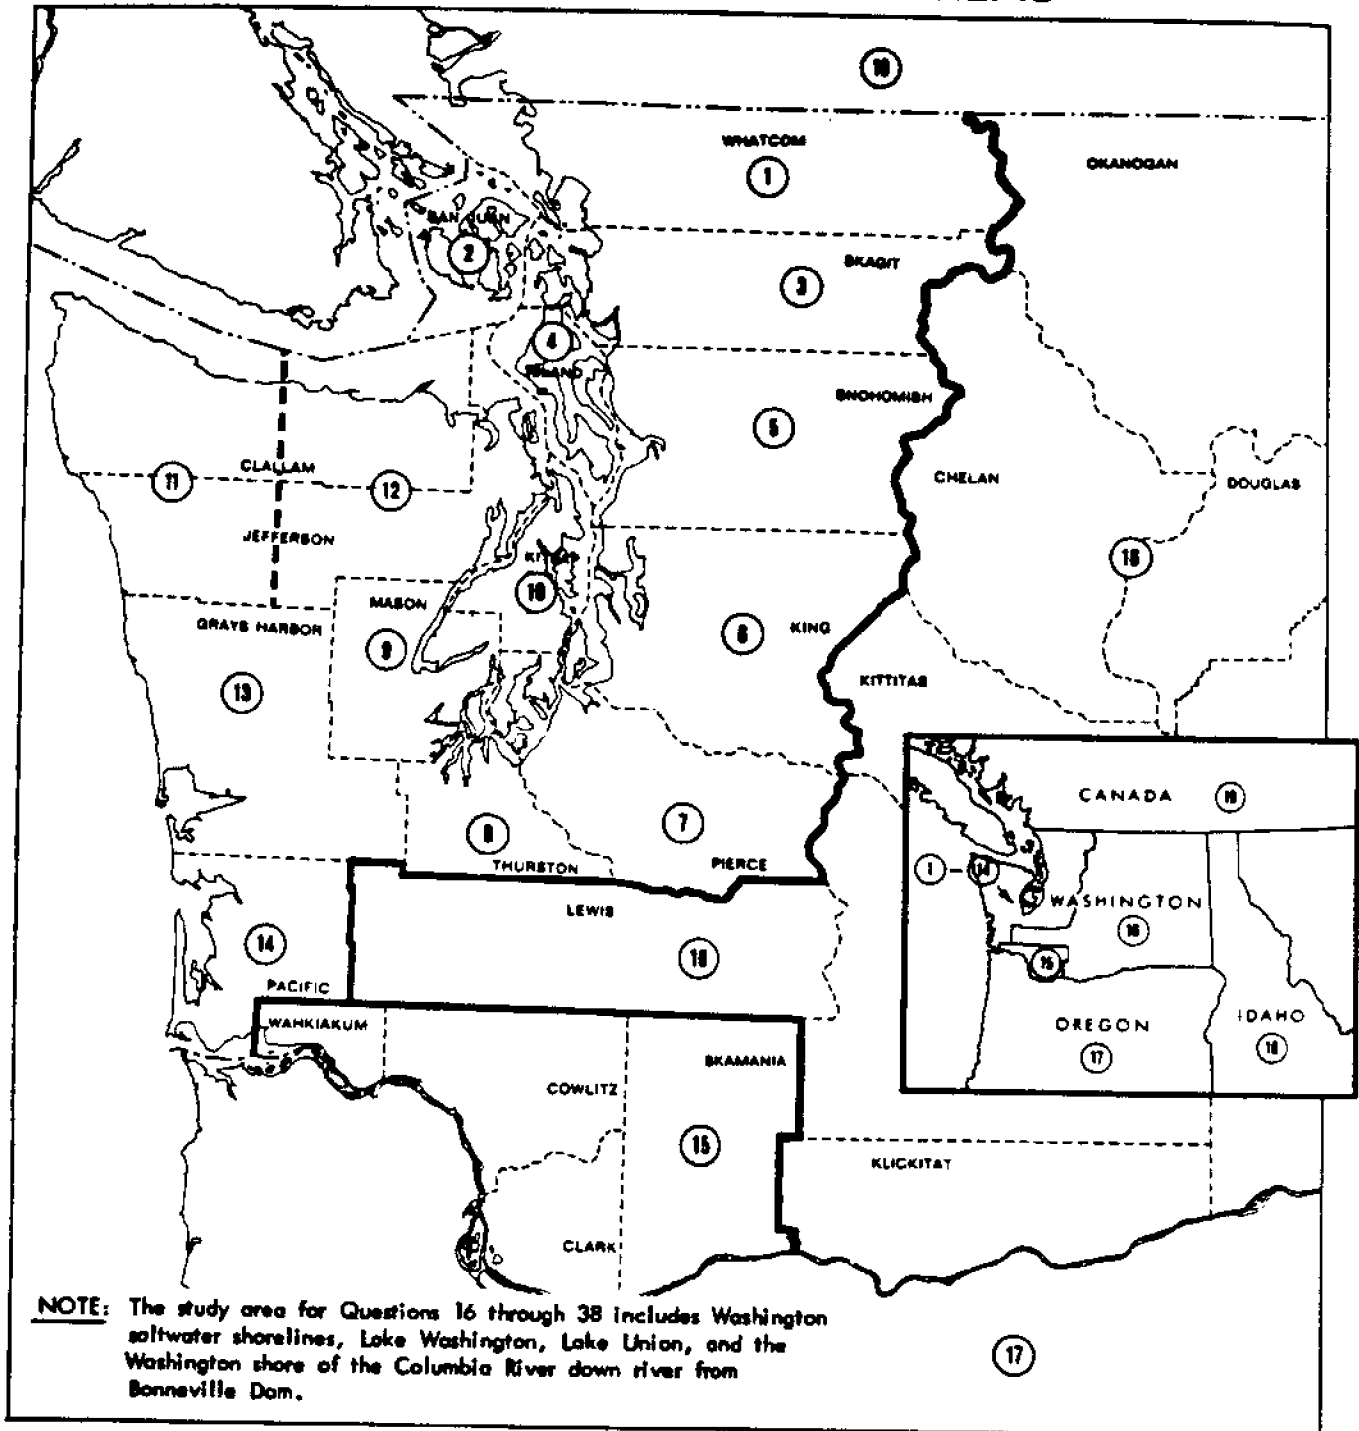 18
WHATCOM
1
OKANOGAN
SAN JUAN
2
SKAGIT
3
4
ISLAND
SNOHOMISH
5
CHELAN
DOUGLAS
CLALLAM
11
12
JEFFERSON
16
KITSAP
10
MASON
GRAYS HARBOR
9
6
KING
KITTITAS
13
CANADA
19
8
7
THURSTON
PIERCE
1
14
WASHINGTON
16
15
LEWIS
14
16
PACIFIC
WAHKIAKUM
OREGON
17
IDAHO
18
SKAMANIA
COWLITZ
15
KLICKITAT
CLARK
NOTE: The study area for Questions 16 through 38 includes Washington
saltwater shorelines, Lake Washington, Lake Union, and the
Washington shore of the Columbia River down river from
Bonneville Dam.
17